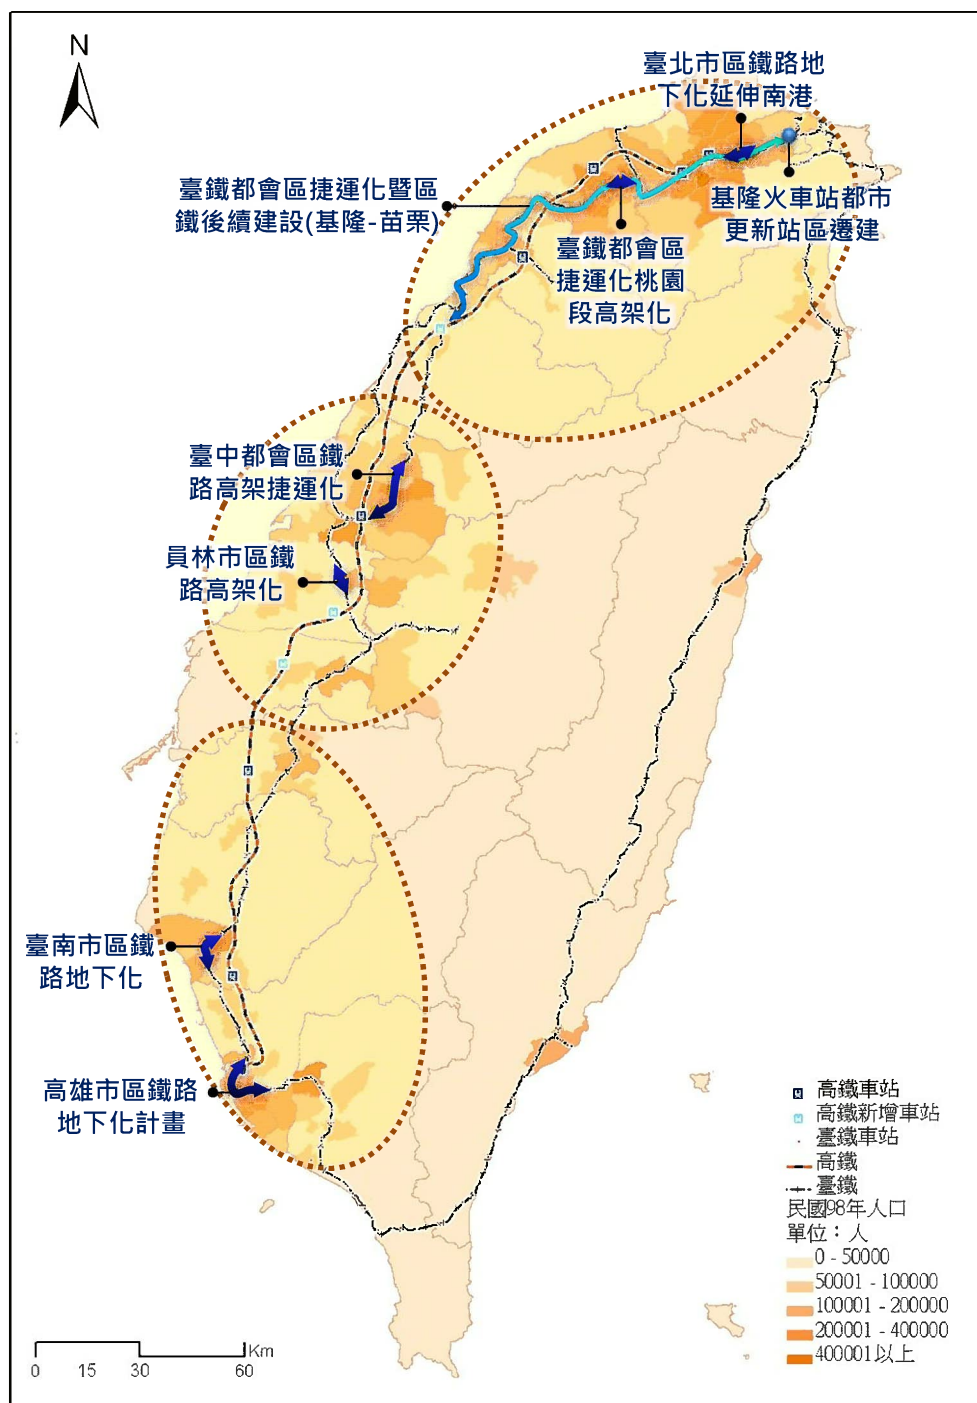 N
臺北市區鐵路地
下化延伸南港
臺鐵都會區捷運化暨區
鐵後續建設(基隆-苗栗)
基隆火車站都市
更新站區遷建
臺鐵都會區
捷運化桃園
段高架化
臺中都會區鐵
路高架捷運化
員林市區鐵
路高架化
臺南市區鐵
路地下化
高雄市區鐵路
地下化計畫
高鐵車站
高鐵新增車站
臺鐵車站
高鐵
臺鐵
民國98年人口
單位：人
0 - 50000
50001 - 100000
100001 - 200000
200001 - 400000
400001以上
Km
0 15 30 60